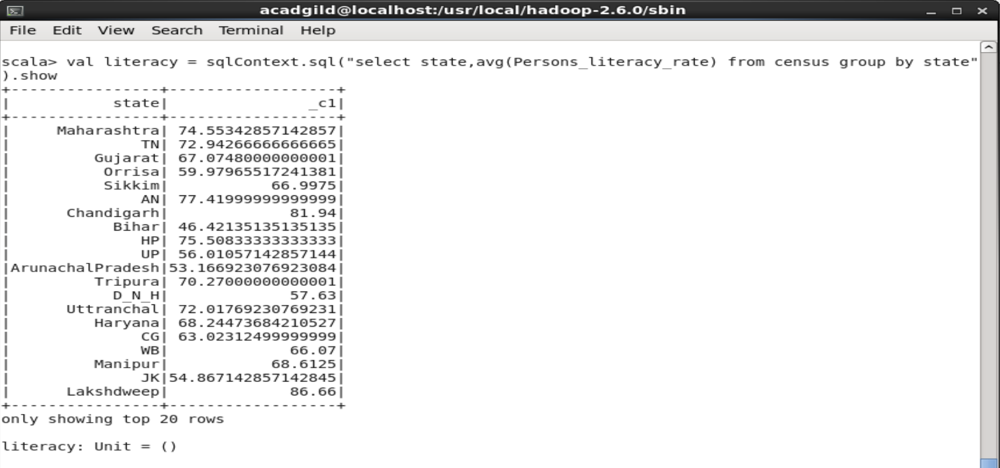 acadgild@localhost:/usr/local/hadoop-2.6.0/sbin
File Edit View Search Terminal Help
scala> val literacy = sqlContext.sql("select state,avg(Persons_literacy_rate) from census group by state"
).show
+----------------+------------------+
|           state|               _c1|
+----------------+------------------+
|     Maharashtra| 74.55342857142857|
|              TN| 72.94266666666665|
|         Gujarat| 67.07480000000001|
|          Orrisa| 59.97965517241381|
|          Sikkim|           66.9975|
|              AN| 77.41999999999999|
|      Chandigarh|             81.94|
|           Bihar| 46.42135135135135|
|              HP| 75.50833333333333|
|              UP| 56.01057142857144|
|ArunachalPradesh|53.166923076923084|
|         Tripura| 70.27000000000001|
|           D_N_H|             57.63|
|      Uttranchal| 72.01769230769231|
|         Haryana| 68.24473684210527|
|              CG| 63.02312499999999|
|              WB|             66.07|
|         Manipur|           68.6125|
|              JK|54.867142857142845|
|      Lakshdweep|             86.66|
+----------------+------------------+
only showing top 20 rows
literacy: Unit = ()